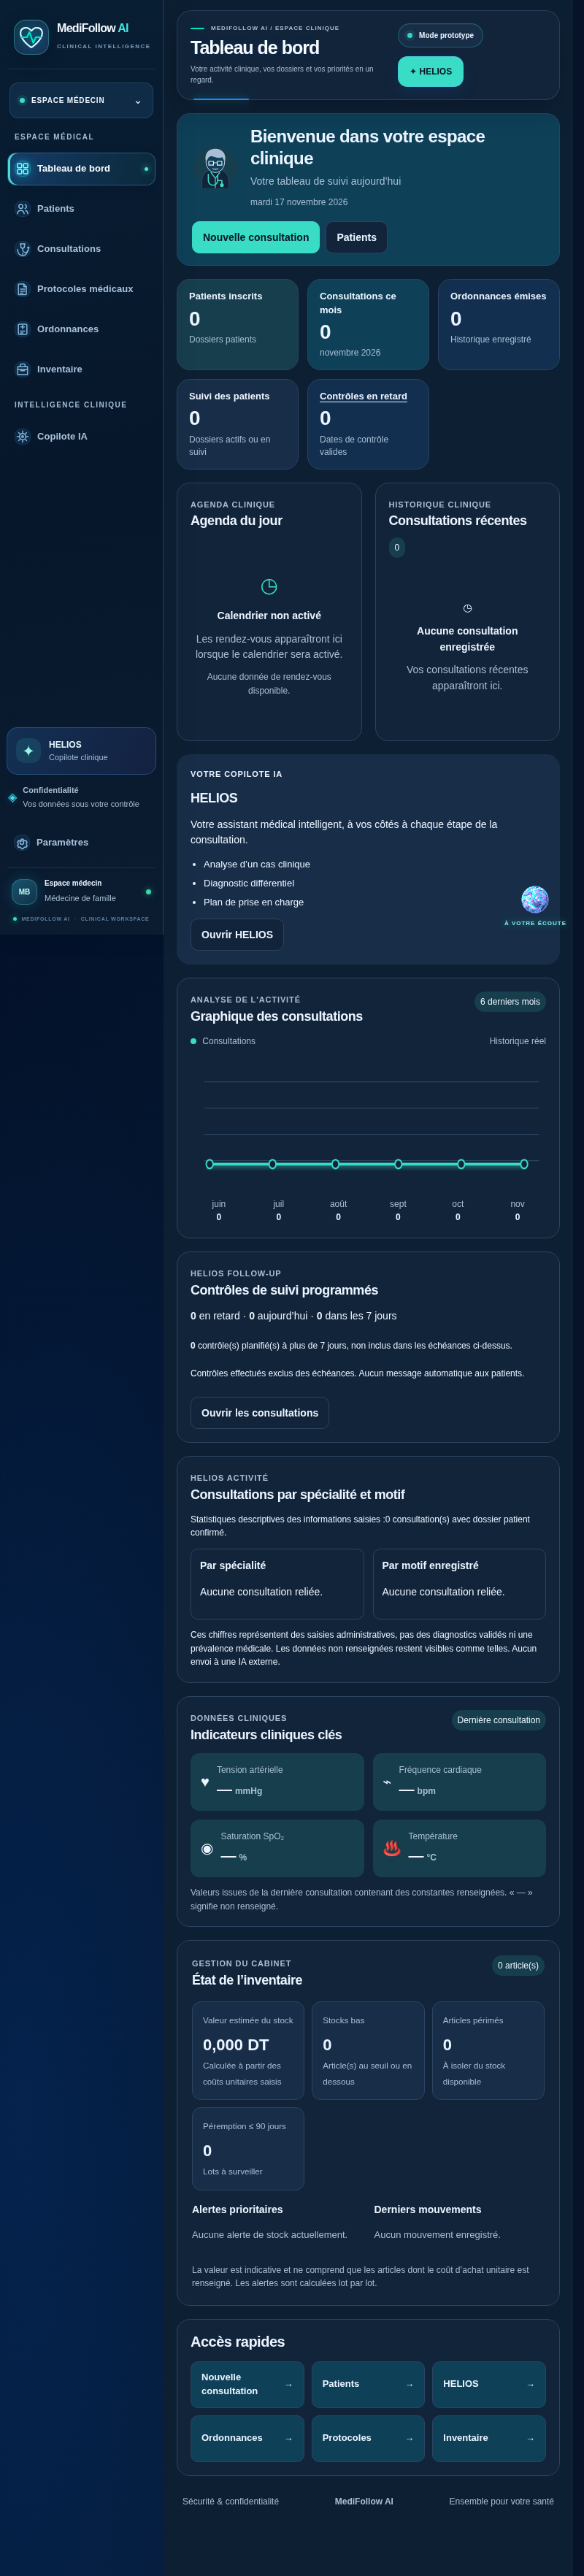 MediFollow AI
CLINICAL INTELLIGENCE
ESPACE MÉDECIN
ESPACE MÉDICAL
Tableau de bord
Patients
Consultations
Protocoles médicaux
Ordonnances
Inventaire
INTELLIGENCE CLINIQUE
Copilote IA
HELIOS
Copilote clinique
Confidentialité
Vos données sous votre contrôle
Paramètres
MB
Espace médecin
Médecine de famille
MEDIFOLLOW AI · CLINICAL WORKSPACE
MEDIFOLLOW AI / ESPACE CLINIQUE
Tableau de bord
Votre activité clinique, vos dossiers et vos priorités en un
regard.
Mode prototype
✦ HELIOS
Bienvenue dans votre espace
clinique
Votre tableau de suivi aujourd’hui
mardi 17 novembre 2026
Nouvelle consultation
Patients
Patients inscrits
0
Dossiers patients
Consultations ce
mois
0
novembre 2026
Ordonnances émises
0
Historique enregistré
Suivi des patients
0
Dossiers actifs ou en
suivi
Contrôles en retard
0
Dates de contrôle
valides
AGENDA CLINIQUE
Agenda du jour
Calendrier non activé
Les rendez-vous apparaîtront ici
lorsque le calendrier sera activé.
Aucune donnée de rendez-vous
disponible.
HISTORIQUE CLINIQUE
Consultations récentes
0
Aucune consultation
enregistrée
Vos consultations récentes
apparaîtront ici.
VOTRE COPILOTE IA
HELIOS
Votre assistant médical intelligent, à vos côtés à chaque étape de la
consultation.
• Analyse d’un cas clinique
• Diagnostic différentiel
• Plan de prise en charge
Ouvrir HELIOS
À VOTRE ÉCOUTE
ANALYSE DE L'ACTIVITÉ
Graphique des consultations
6 derniers mois
Consultations
Historique réel
juin juil août sept oct nov
0 0 0 0 0 0
HELIOS FOLLOW-UP
Contrôles de suivi programmés
0 en retard · 0 aujourd’hui · 0 dans les 7 jours
0 contrôle(s) planifié(s) à plus de 7 jours, non inclus dans les échéances ci-dessus.
Contrôles effectués exclus des échéances. Aucun message automatique aux patients.
Ouvrir les consultations
HELIOS ACTIVITÉ
Consultations par spécialité et motif
Statistiques descriptives des informations saisies :0 consultation(s) avec dossier patient
confirmé.
Par spécialité
Aucune consultation reliée.
Par motif enregistré
Aucune consultation reliée.
Ces chiffres représentent des saisies administratives, pas des diagnostics validés ni une
prévalence médicale. Les données non renseignées restent visibles comme telles. Aucun
envoi à une IA externe.
DONNÉES CLINIQUES
Indicateurs cliniques clés
Dernière consultation
Tension artérielle
— mmHg
Fréquence cardiaque
— bpm
Saturation SpO₂
— %
Température
— °C
Valeurs issues de la dernière consultation contenant des constantes renseignées. « — »
signifie non renseigné.
GESTION DU CABINET
État de l’inventaire
0 article(s)
Valeur estimée du stock
0,000 DT
Calculée à partir des
coûts unitaires saisis
Stocks bas
0
Article(s) au seuil ou en
dessous
Articles périmés
0
À isoler du stock
disponible
Péremption ≤ 90 jours
0
Lots à surveiller
Alertes prioritaires
Aucune alerte de stock actuellement.
Derniers mouvements
Aucun mouvement enregistré.
La valeur est indicative et ne comprend que les articles dont le coût d’achat unitaire est
renseigné. Les alertes sont calculées lot par lot.
Accès rapides
Nouvelle
consultation →
Patients →
HELIOS →
Ordonnances →
Protocoles →
Inventaire →
Sécurité & confidentialité
MediFollow AI
Ensemble pour votre santé